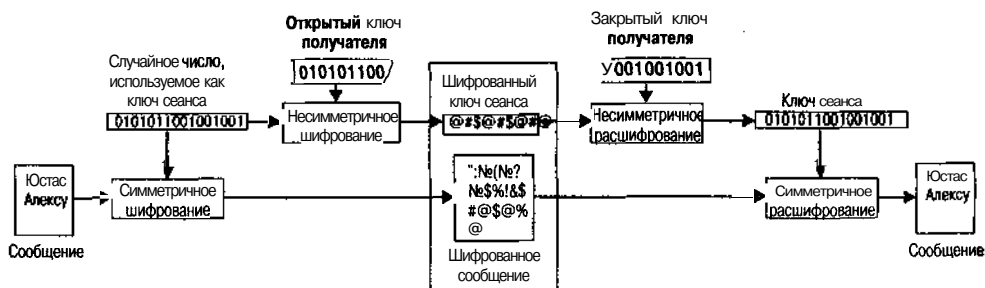 Открытый ключ
получателя
010101100
Закрытый ключ
получателя
У001001001
Случайное число,
используемое как
ключ сеанса
0101011001001001
Несимметричное
шифрование
Шифрованный
ключ сеанса
@#$@#$@#@
Несимметричное
расшифрование
Ключ сеанса
0101011001001001
Юстас
Алексу
Сообщение
Симметричное
шифрование
":№(№?
№$%!&$
#@$@%
@
Шифрованное
сообщение
Симметричное
расшифрование
Юстас
Алексу
Сообщение